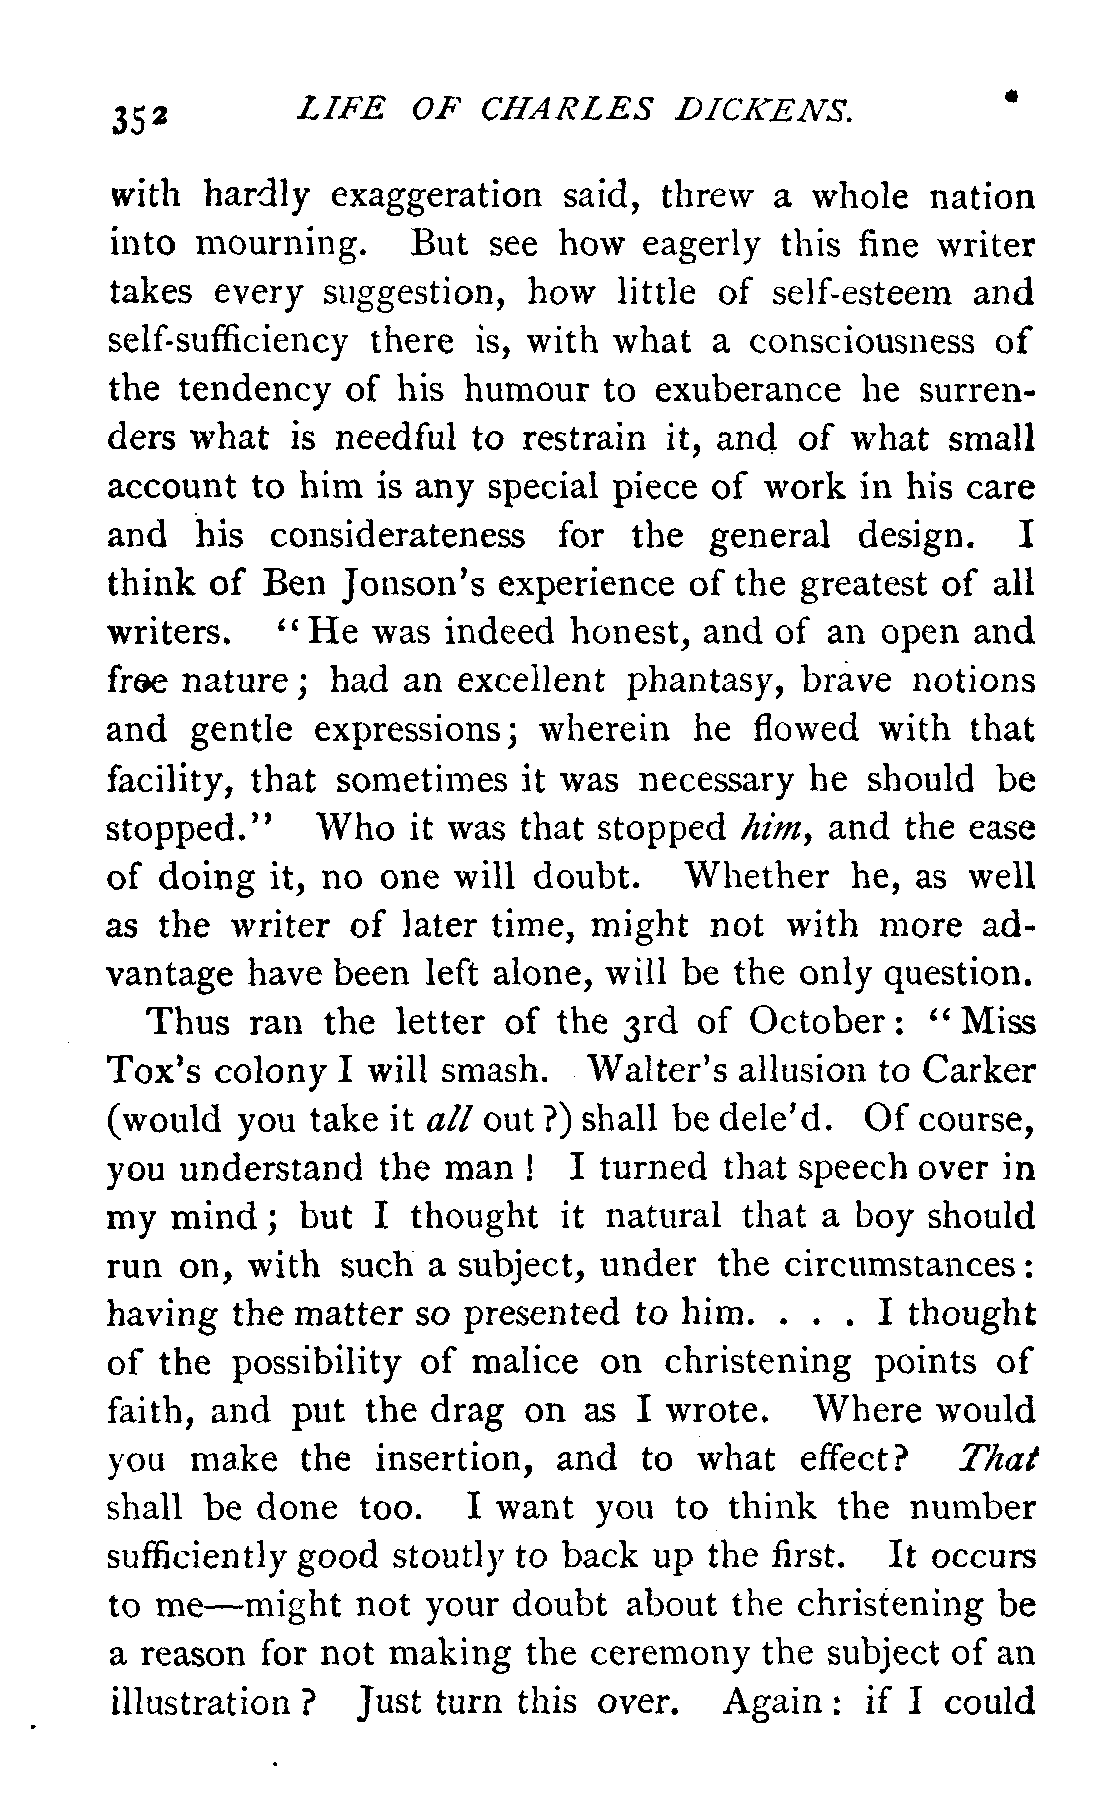 352 LIFE OF CHARLES DICKENS.
with hardly exaggeration said, threw a whole nation
into mourning. But see how eagerly this fine writer
takes every suggestion, how little of self-esteem and
self-sufficiency there is, with what a consciousness of
the tendency of his humour to exuberance he surren-
ders what is needful to restrain it, and of what small
account to him is any special piece of work in his care
and his considerateness for the general design. I
think of Ben Jonson's experience of the greatest of all
writers. "He was indeed honest, and of an open and
free nature; had an excellent phantasy, brave notions
and gentle expressions; wherein he flowed with that
facility, that sometimes it was necessary he should be
stopped." Who it was that stopped him, and the ease
of doing it, no one will doubt. Whether he, as well
as the writer of later time, might not with more ad-
vantage have been left alone, will be the only question.
Thus ran the letter of the 3rd of October: "Miss
Tox's colony I will smash. Walter's allusion to Carker
(would you take it all out?) shall be dele'd. Of course,
you understand the man! I turned that speech over in
my mind; but I thought it natural that a boy should
run on, with such a subject, under the circumstances:
having the matter so presented to him. . . . I thought
of the possibility of malice on christening points of
faith, and put the drag on as I wrote. Where would
you make the insertion, and to what effect? That
shall be done too. I want you to think the number
sufficiently good stoutly to back up the first. It occurs
to me—might not your doubt about the christening be
a reason for not making the ceremony the subject of an
illustration? Just turn this over. Again: if I could